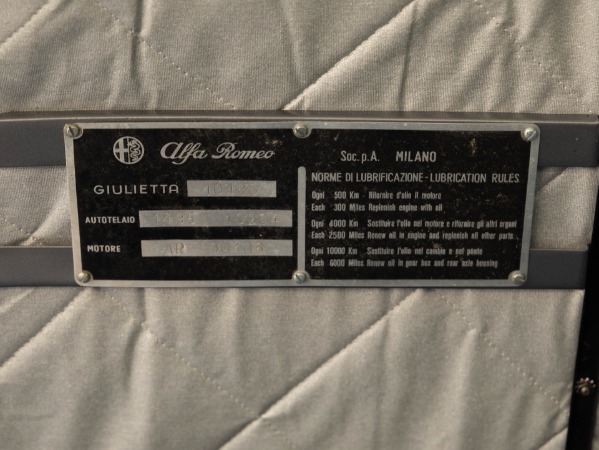 Alfa Romeo
GIULIETTA
AUTOTELAIO
MOTORE AR
Soc. p.A. MILANO
NORME DI LUBRIFICAZIONE - LUBRICATION RULES
Ogni 500 Km - Rifornire d'olio il motore
Each 300 Miles Replenish engine with oil
Ogni 4000 Km Sostituire l'olio nel motore e rifornire gli altri organi
Each 2500 Miles Renew oil in engine and replenish all other parts
Ogni 10000 Km Sostituire l'olio nel cambio e nel ponte
Each 6000 Miles Renew oil in gear box and rear axle housing